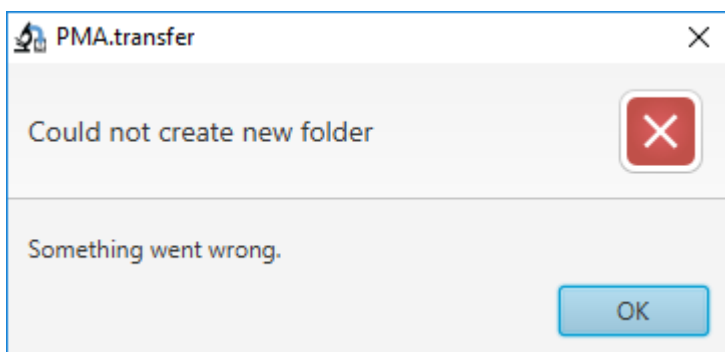 PMA.transfer
Could not create new folder
Something went wrong.
OK